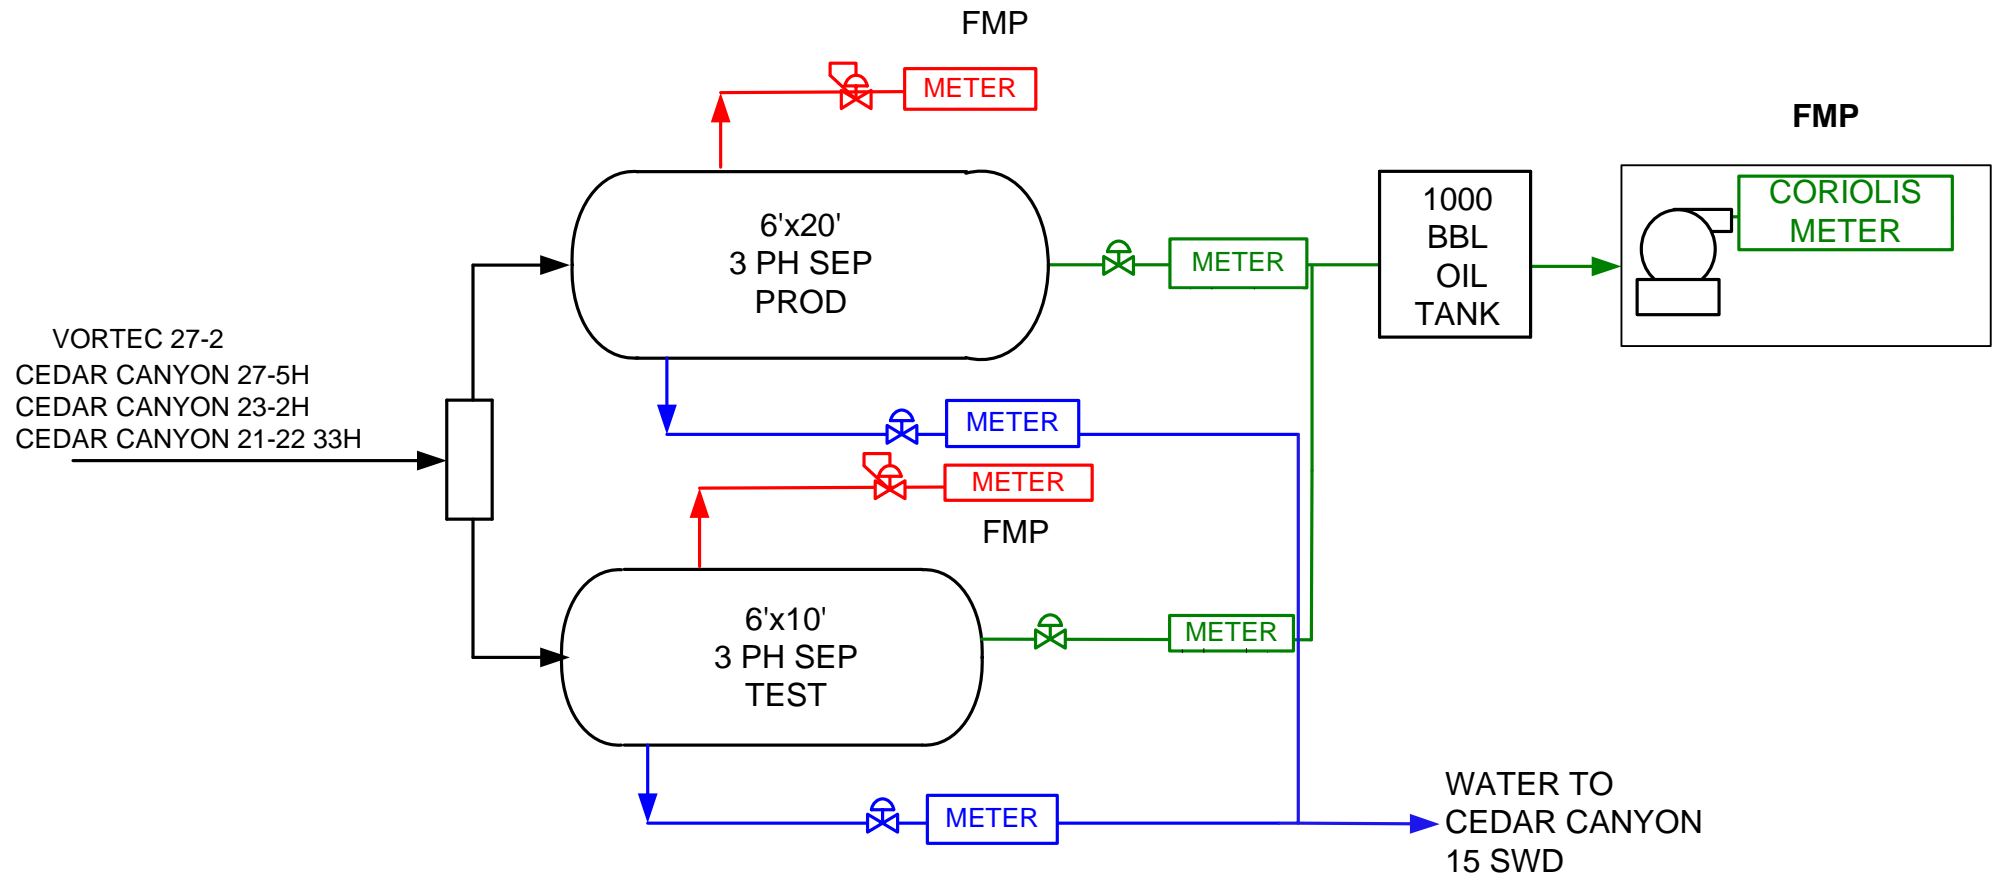 FMP
METER
FMP
6'x20'
3 PH SEP
PROD
METER
1000
BBL
OIL
TANK
CORIOLIS
METER
VORTEC 27-2
CEDAR CANYON 27-5H
CEDAR CANYON 23-2H
CEDAR CANYON 21-22 33H
METER
METER
FMP
6'x10'
3 PH SEP
TEST
METER
METER
WATER TO
CEDAR CANYON
15 SWD